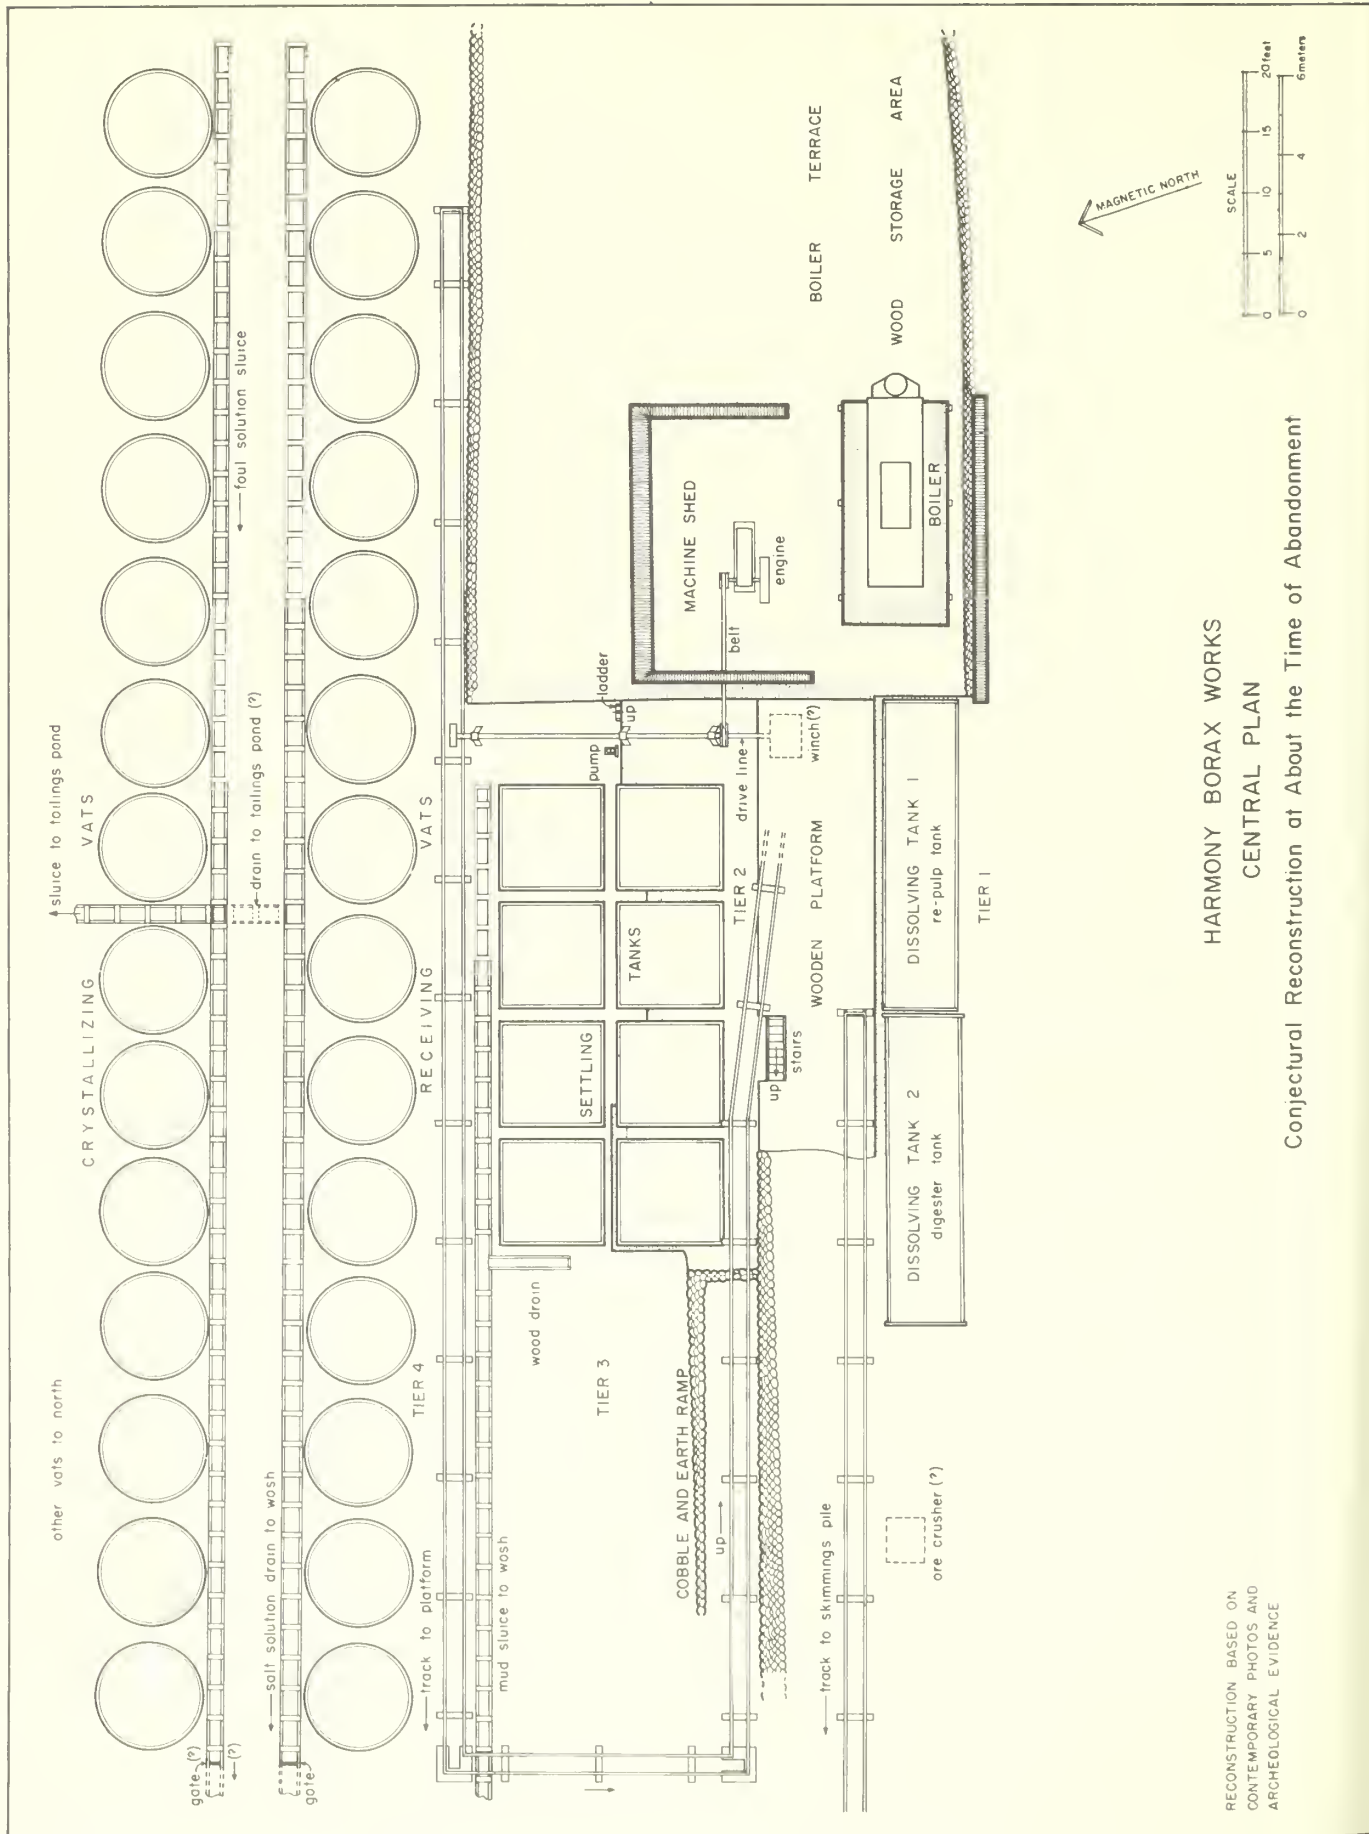 other vats to north
CRYSTALLIZING VATS
sluice to tailings pond
gate (?)
(?)
foul solution sluice
drain to tailings pond (?)
salt solution drain to wash
gate
RECEIVING VATS
TIER 4
track to platform
mud sluice to wash
wood drain
TIER 3
SETTLING TANKS
pump
ladder
up
COBBLE AND EARTH RAMP
up
TIER 2
drive line
belt
MACHINE SHED
engine
BOILER TERRACE
stairs
up
WOODEN PLATFORM
winch(?)
track to skimmings pile
WOOD STORAGE AREA
BOILER
ore crusher (?)
DISSOLVING TANK 2
digester tank
DISSOLVING TANK 1
re-pulp tank
TIER 1
MAGNETIC NORTH
SCALE
0 5 10 15 20 feet
0 2 4 6 meters
HARMONY BORAX WORKS
CENTRAL PLAN
Conjectural Reconstruction at About the Time of Abandonment
RECONSTRUCTION BASED ON
CONTEMPORARY PHOTOS AND
ARCHEOLOGICAL EVIDENCE